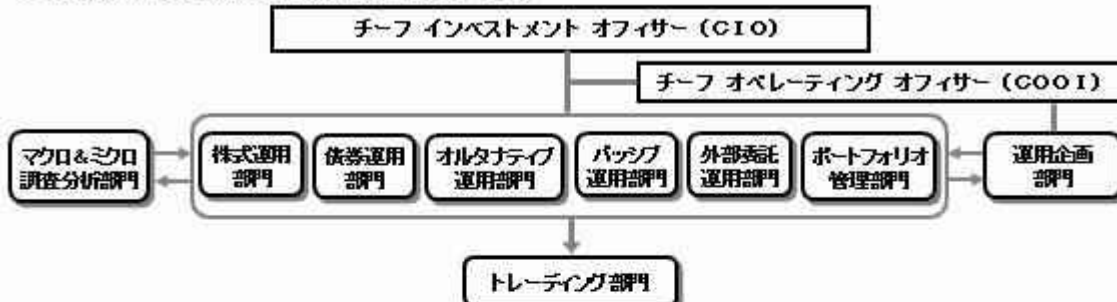 チーフ インベストメント オフィサー (CIO)
チーフ オペレーティング オフィサー (COOI)
マクロ&ミクロ
調査分析部門
株式運用
部門
債券運用
部門
オルタナティブ
運用部門
パッシブ
運用部門
外部委託
運用部門
ポートフォリオ
管理部門
運用企画
部門
トレーディング部門